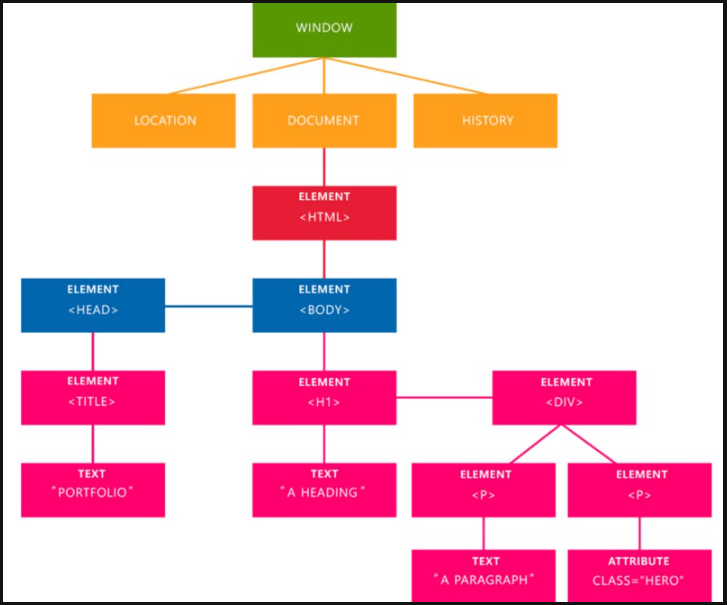 WINDOW
LOCATION
DOCUMENT
HISTORY
ELEMENT
<HTML>
ELEMENT
<HEAD>
ELEMENT
<BODY>
ELEMENT
<TITLE>
ELEMENT
<H1>
ELEMENT
<DIV>
TEXT
"PORTFOLIO"
TEXT
"A HEADING"
ELEMENT
<P>
ELEMENT
<P>
TEXT
"A PARAGRAPH"
ATTRIBUTE
CLASS="HERO"